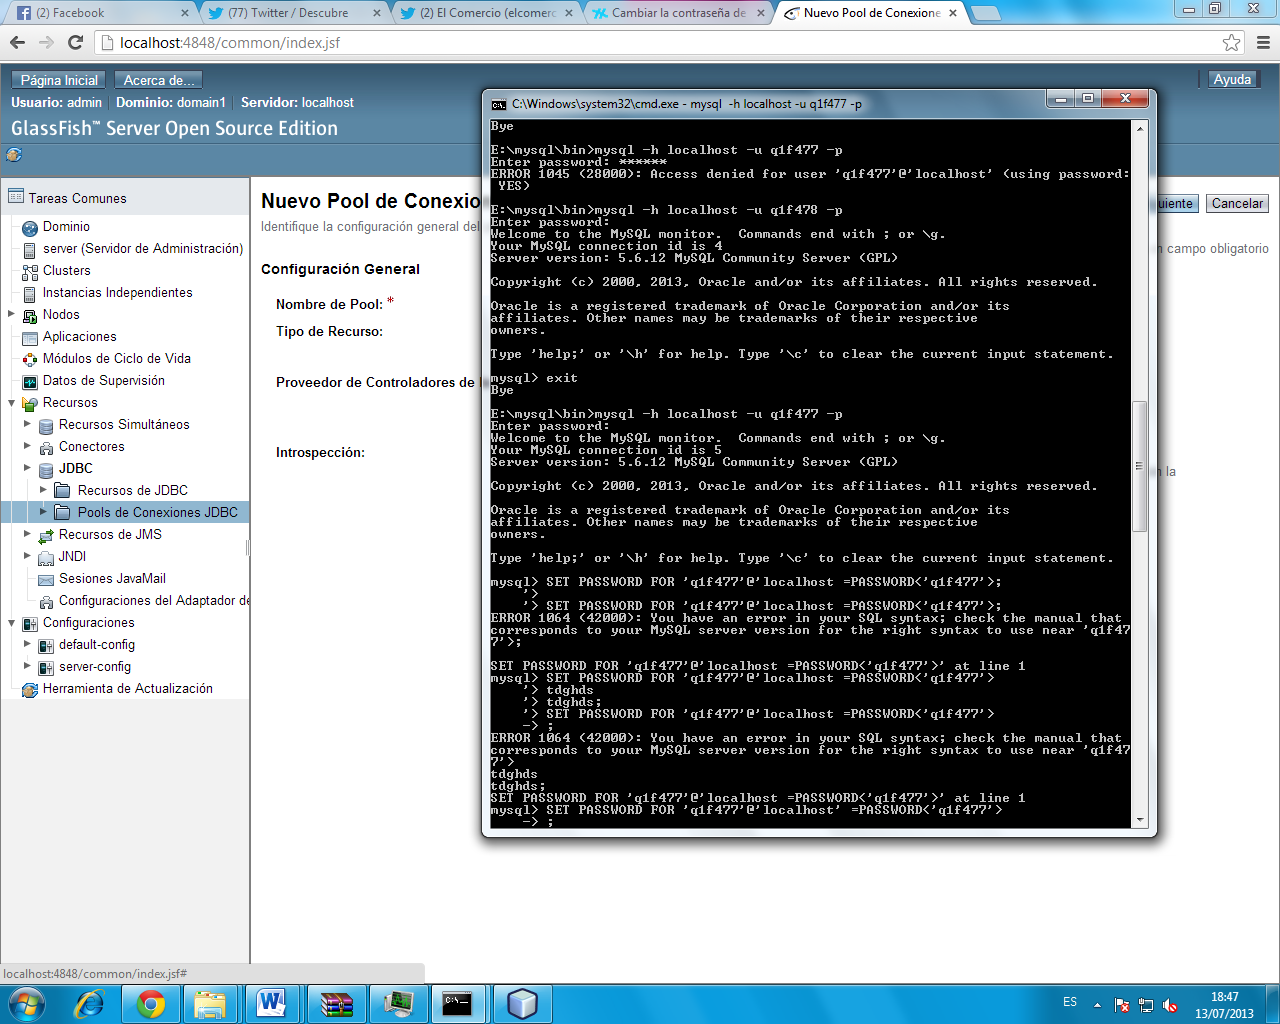 (2) Facebook
(77) Twitter / Descubre
(2) El Comercio (elcomerc
Cambiar la contraseña de
Nuevo Pool de Conexione
localhost:4848/common/index.jsf
Página Inicial
Acerca de...
Ayuda
Usuario: admin
Dominio: domain1
Servidor: localhost
GlassFish™ Server Open Source Edition
Tareas Comunes
Dominio
server (Servidor de Administración)
Clusters
Instancias Independientes
Nodos
Aplicaciones
Módulos de Ciclo de Vida
Datos de Supervisión
Recursos
Recursos Simultáneos
Conectores
JDBC
Recursos de JDBC
Pools de Conexiones JDBC
Recursos de JMS
JNDI
Sesiones JavaMail
Configuraciones del Adaptador de
Configuraciones
default-config
server-config
Herramienta de Actualización
Nuevo Pool de Conexio
Identifique la configuración general del
uiente
Cancelar
n campo obligatorio
Configuración General
Nombre de Pool: *
Tipo de Recurso:
Proveedor de Controladores de
Introspección:
n la
C:\Windows\system32\cmd.exe - mysql -h localhost -u q1f477 -p
Bye
E:\mysql\bin>mysql -h localhost -u q1f477 -p
Enter password: ******
ERROR 1045 (28000): Access denied for user 'q1f477'@'localhost' (using password:
YES)
E:\mysql\bin>mysql -h localhost -u q1f478 -p
Enter password:
Welcome to the MySQL monitor.  Commands end with ; or \g.
Your MySQL connection id is 4
Server version: 5.6.12 MySQL Community Server (GPL)
Copyright (c) 2000, 2013, Oracle and/or its affiliates. All rights reserved.
Oracle is a registered trademark of Oracle Corporation and/or its
affiliates. Other names may be trademarks of their respective
owners.
Type 'help;' or '\h' for help. Type '\c' to clear the current input statement.
mysql> exit
Bye
E:\mysql\bin>mysql -h localhost -u q1f477 -p
Enter password:
Welcome to the MySQL monitor.  Commands end with ; or \g.
Your MySQL connection id is 5
Server version: 5.6.12 MySQL Community Server (GPL)
Copyright (c) 2000, 2013, Oracle and/or its affiliates. All rights reserved.
Oracle is a registered trademark of Oracle Corporation and/or its
affiliates. Other names may be trademarks of their respective
owners.
Type 'help;' or '\h' for help. Type '\c' to clear the current input statement.
mysql> SET PASSWORD FOR 'q1f477'@'localhost =PASSWORD('q1f477');
'>
'> SET PASSWORD FOR 'q1f477'@'localhost =PASSWORD('q1f477');
ERROR 1064 (42000): You have an error in your SQL syntax; check the manual that
corresponds to your MySQL server version for the right syntax to use near 'q1f47
7');
SET PASSWORD FOR 'q1f477'@'localhost =PASSWORD('q1f477')' at line 1
mysql> SET PASSWORD FOR 'q1f477'@'localhost =PASSWORD('q1f477')
'> tdghds
'> tdghds;
'> SET PASSWORD FOR 'q1f477'@'localhost =PASSWORD('q1f477')
-> ;
ERROR 1064 (42000): You have an error in your SQL syntax; check the manual that
corresponds to your MySQL server version for the right syntax to use near 'q1f47
7')
tdghds
tdghds;
SET PASSWORD FOR 'q1f477'@'localhost =PASSWORD('q1f477')' at line 1
mysql> SET PASSWORD FOR 'q1f477'@'localhost' =PASSWORD('q1f477')
-> ;
localhost:4848/common/index.jsf#
ES
18:47
13/07/2013